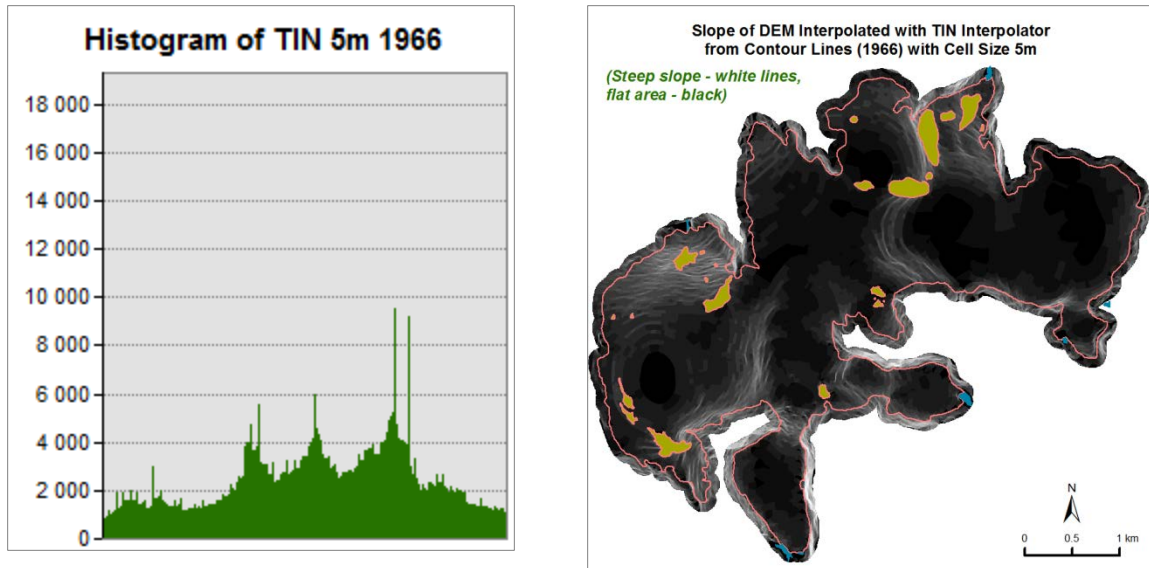 Histogram of TIN 5m 1966
18 000
16 000
14 000
12 000
10 000
8 000
6 000
4 000
2 000
0
Slope of DEM Interpolated with TIN Interpolator
from Contour Lines (1966) with Cell Size 5m
(Steep slope - white lines,
flat area - black)
N
0 0.5 1 km